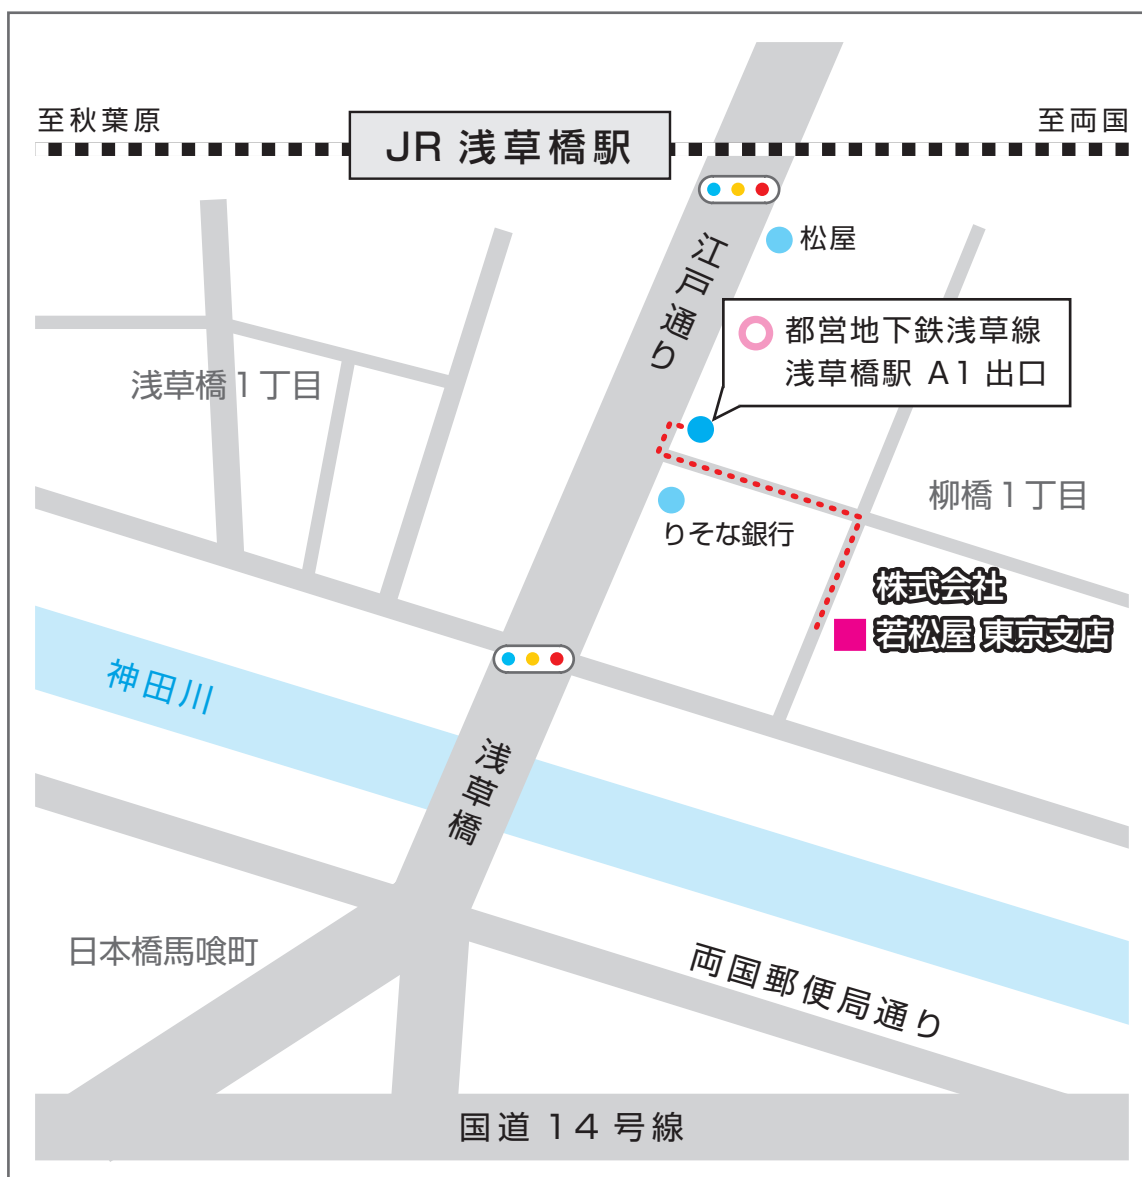 至秋葉原
JR 浅草橋駅
至両国
松屋
江戸通り
都営地下鉄浅草線
浅草橋駅 A1 出口
浅草橋1丁目
柳橋1丁目
りそな銀行
株式会社
若松屋 東京支店
神田川
浅草橋
日本橋馬喰町
両国郵便局通り
国道 14 号線